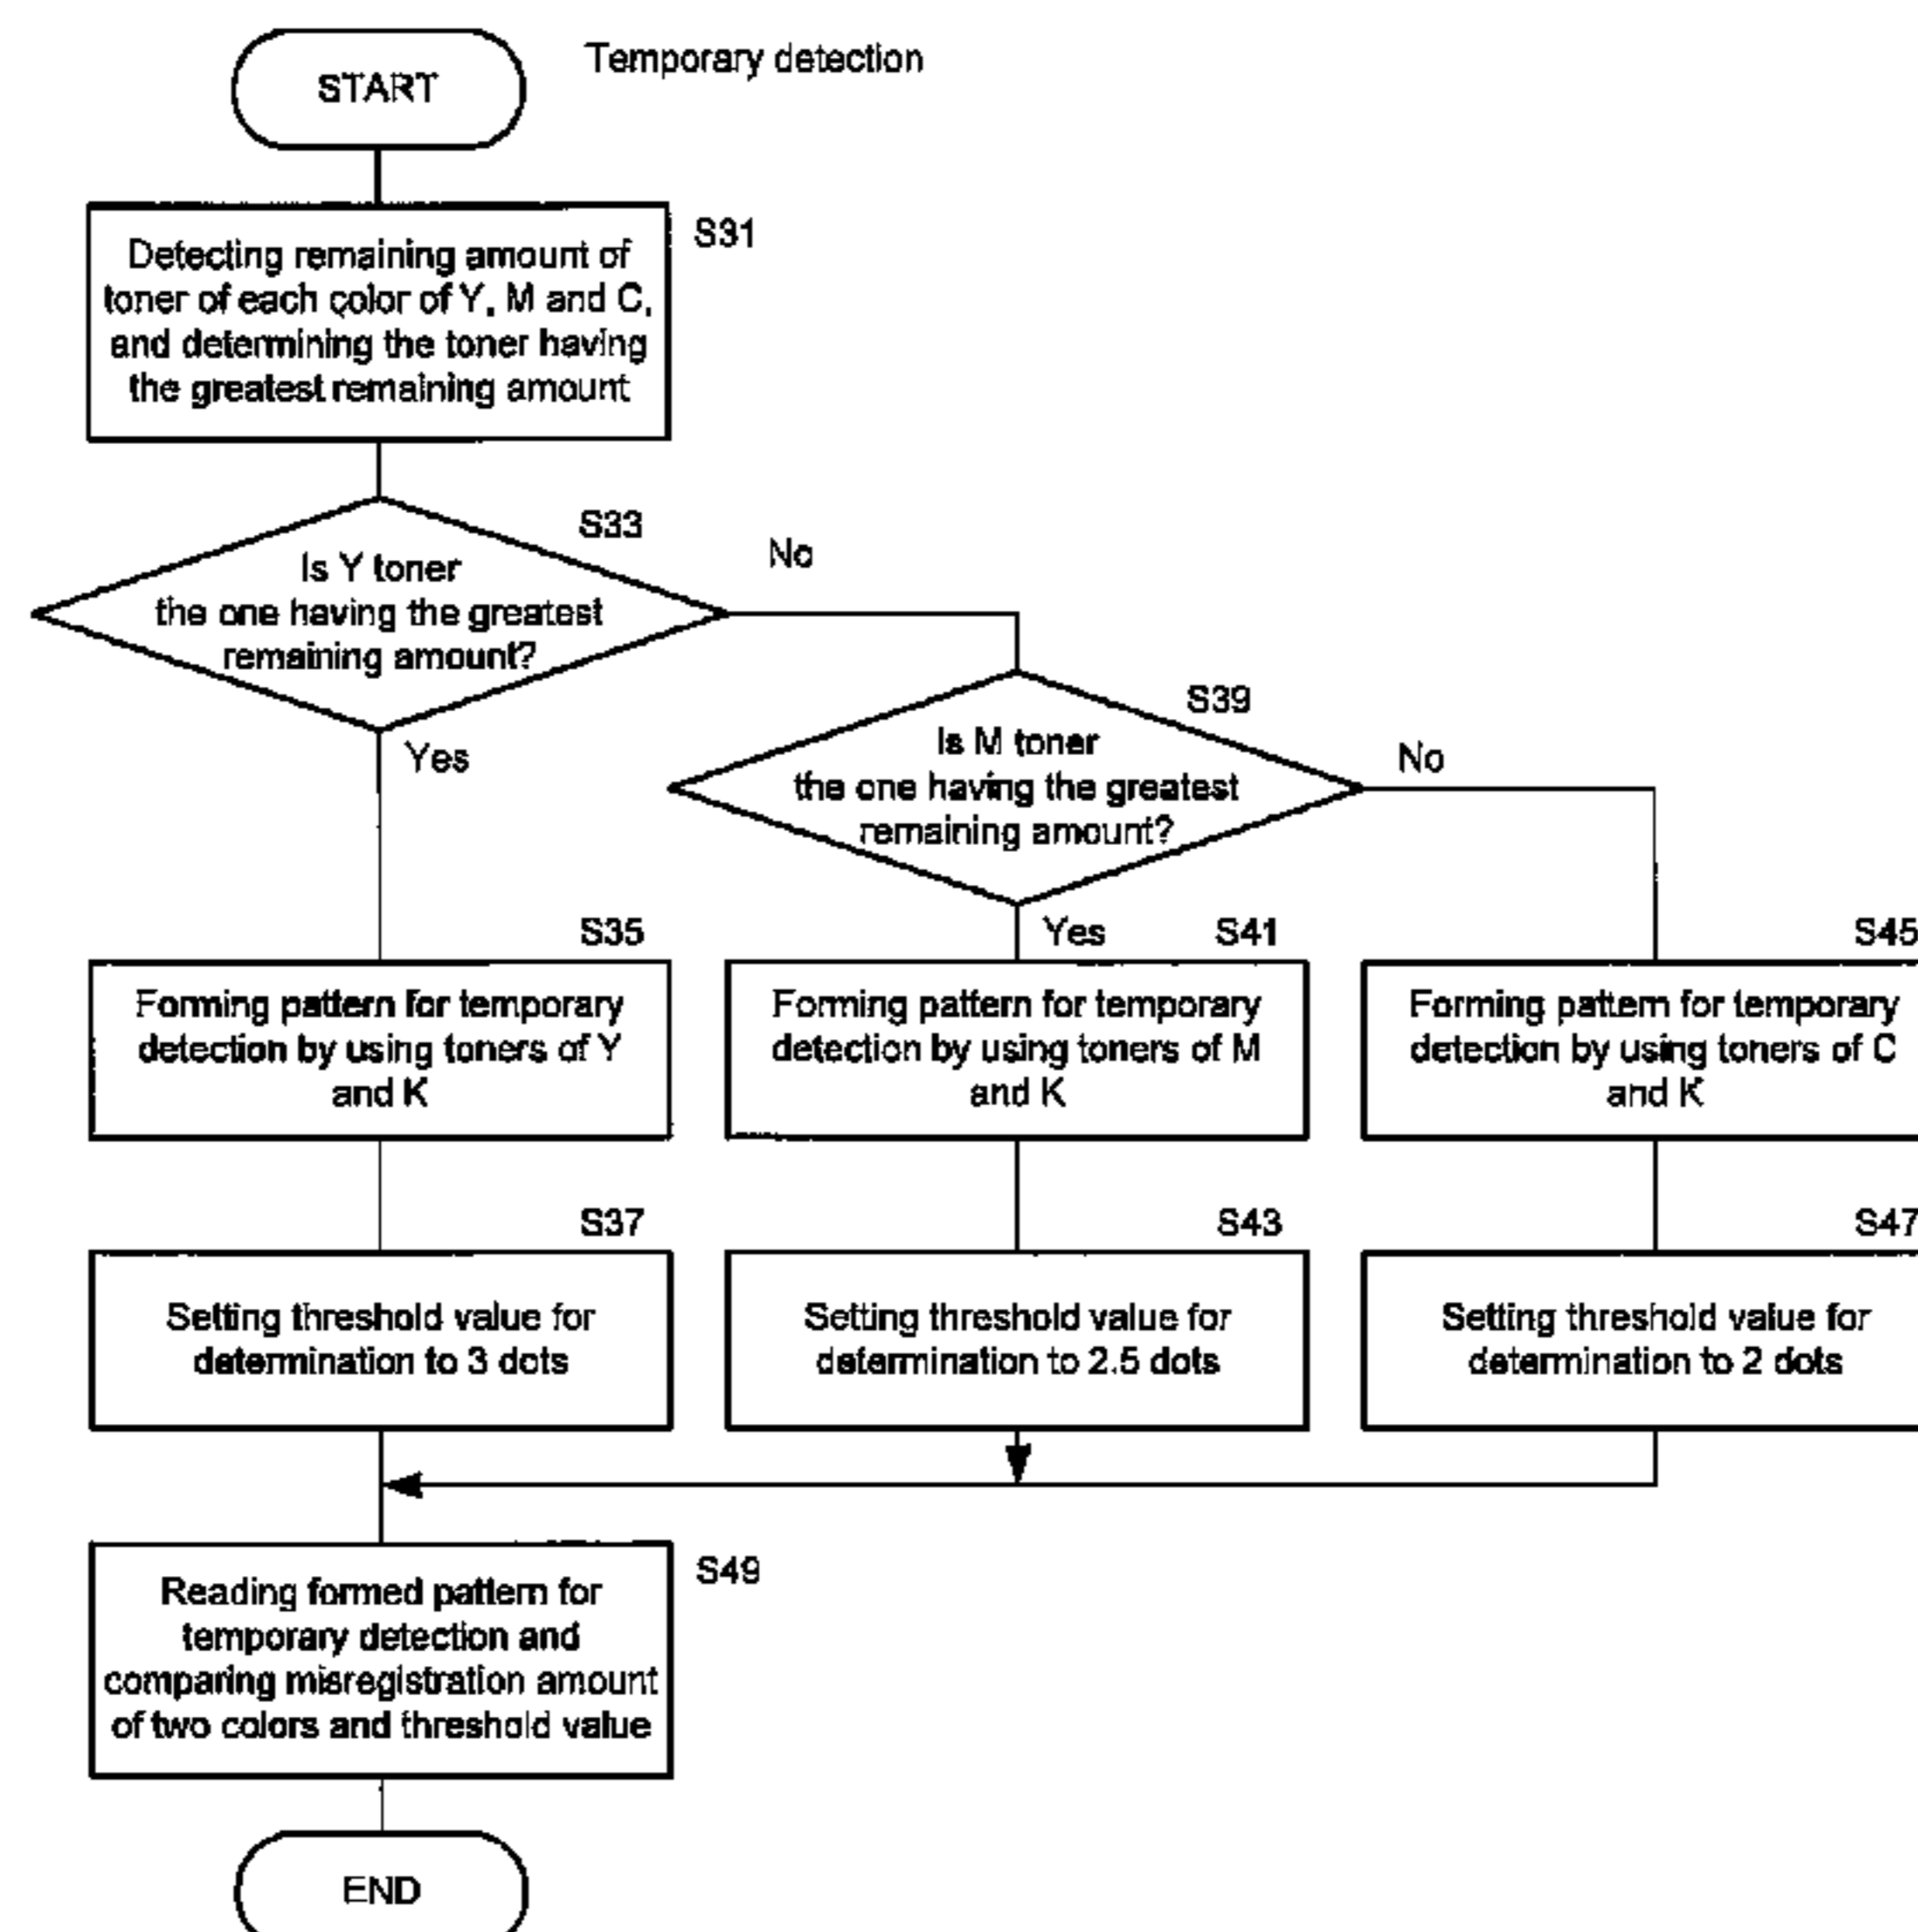 START
Temporary detection
S31
Detecting remaining amount of
toner of each color of Y, M and C,
and determining the toner having
the greatest remaining amount
S33
Is Y toner
the one having the greatest
remaining amount?
No
Yes
S39
Is M toner
the one having the greatest
remaining amount?
No
Yes
S35
Forming pattern for temporary
detection by using toners of Y
and K
S41
Forming pattern for temporary
detection by using toners of M
and K
S45
Forming pattern for temporary
detection by using toners of C
and K
S37
Setting threshold value for
determination to 3 dots
S43
Setting threshold value for
determination to 2.5 dots
S47
Setting threshold value for
determination to 2 dots
S49
Reading formed pattern for
temporary detection and
comparing misregistration amount
of two colors and threshold value
END